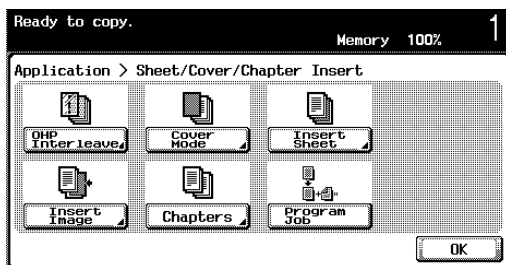 Ready to copy.
1
Memory 100%
Application > Sheet/Cover/Chapter Insert
OHP Interleave
Cover Mode
Insert Sheet
Insert Image
Chapters
Program Job
OK